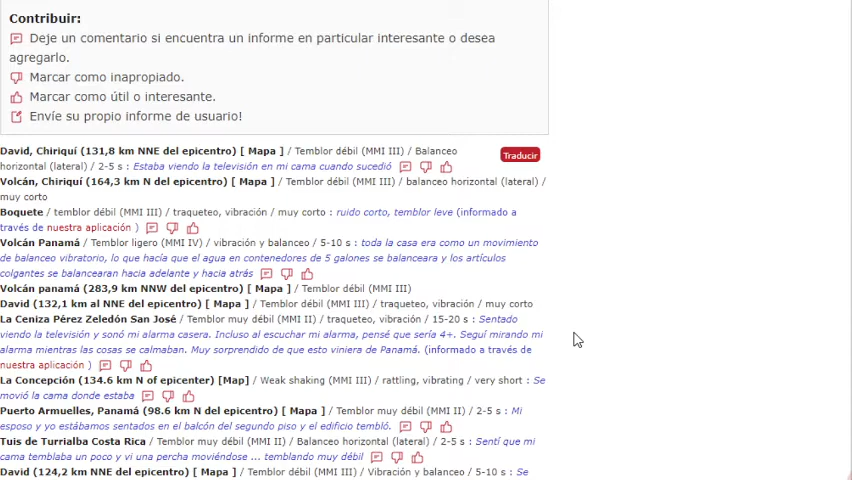 Contribuir:
Deje un comentario si encuentra un informe en particular interesante o desea
agregarlo.
Marcar como inapropiado.
Marcar como útil o interesante.
Envíe su propio informe de usuario!
David, Chiriquí (131,8 km NNE del epicentro) [ Mapa ] / Temblor débil (MMI III) / Balanceo
Traducir
horizontal (lateral) / 2-5 s : Estaba viendo la televisión en mi cama cuando sucedió
Volcán, Chiriquí (164,3 km N del epicentro) [ Mapa ] / Temblor débil (MMI III) / balanceo horizontal (lateral) /
muy corto
Boquete / temblor débil (MMI III) / traqueteo, vibración / muy corto : ruido corto, temblor leve (informado a
través de nuestra aplicación )
Volcán Panamá / Temblor ligero (MMI IV) / vibración y balanceo / 5-10 s : toda la casa era como un movimiento
de balanceo vibratorio, lo que hacía que el agua en contenedores de 5 galones se balanceara y los artículos
colgantes se balancearan hacia adelante y hacia atrás
Volcán panamá (283,9 km NNW del epicentro) [ Mapa ] / Temblor débil (MMI III)
David (132,1 km al NNE del epicentro) [ Mapa ] / Temblor débil (MMI III) / traqueteo, vibración / muy corto
La Ceniza Pérez Zeledón San José / Temblor muy débil (MMI II) / traqueteo, vibración / 15-20 s : Sentado
viendo la televisión y sonó mi alarma casera. Incluso al escuchar mi alarma, pensé que sería 4+. Seguí mirando mi
alarma mientras las cosas se calmaban. Muy sorprendido de que esto viniera de Panamá. (informado a través de
nuestra aplicación )
La Concepción (134.6 km N of epicenter) [Map] / Weak shaking (MMI III) / rattling, vibrating / very short : Se
movió la cama donde estaba
Puerto Armuelles, Panamá (98.6 km N del epicentro) [ Mapa ] / Temblor muy débil (MMI II) / 2-5 s : Mi
esposo y yo estábamos sentados en el balcón del segundo piso y el edificio tembló.
Tuis de Turrialba Costa Rica / Temblor muy débil (MMI II) / Balanceo horizontal (lateral) / 2-5 s : Sentí que mi
cama temblaba un poco y vi una percha moviéndose ... temblando muy débil
David (124,2 km NNE del epicentro) [ Mapa ] / Temblor débil (MMI III) / Vibración y balanceo / 5-10 s : Se